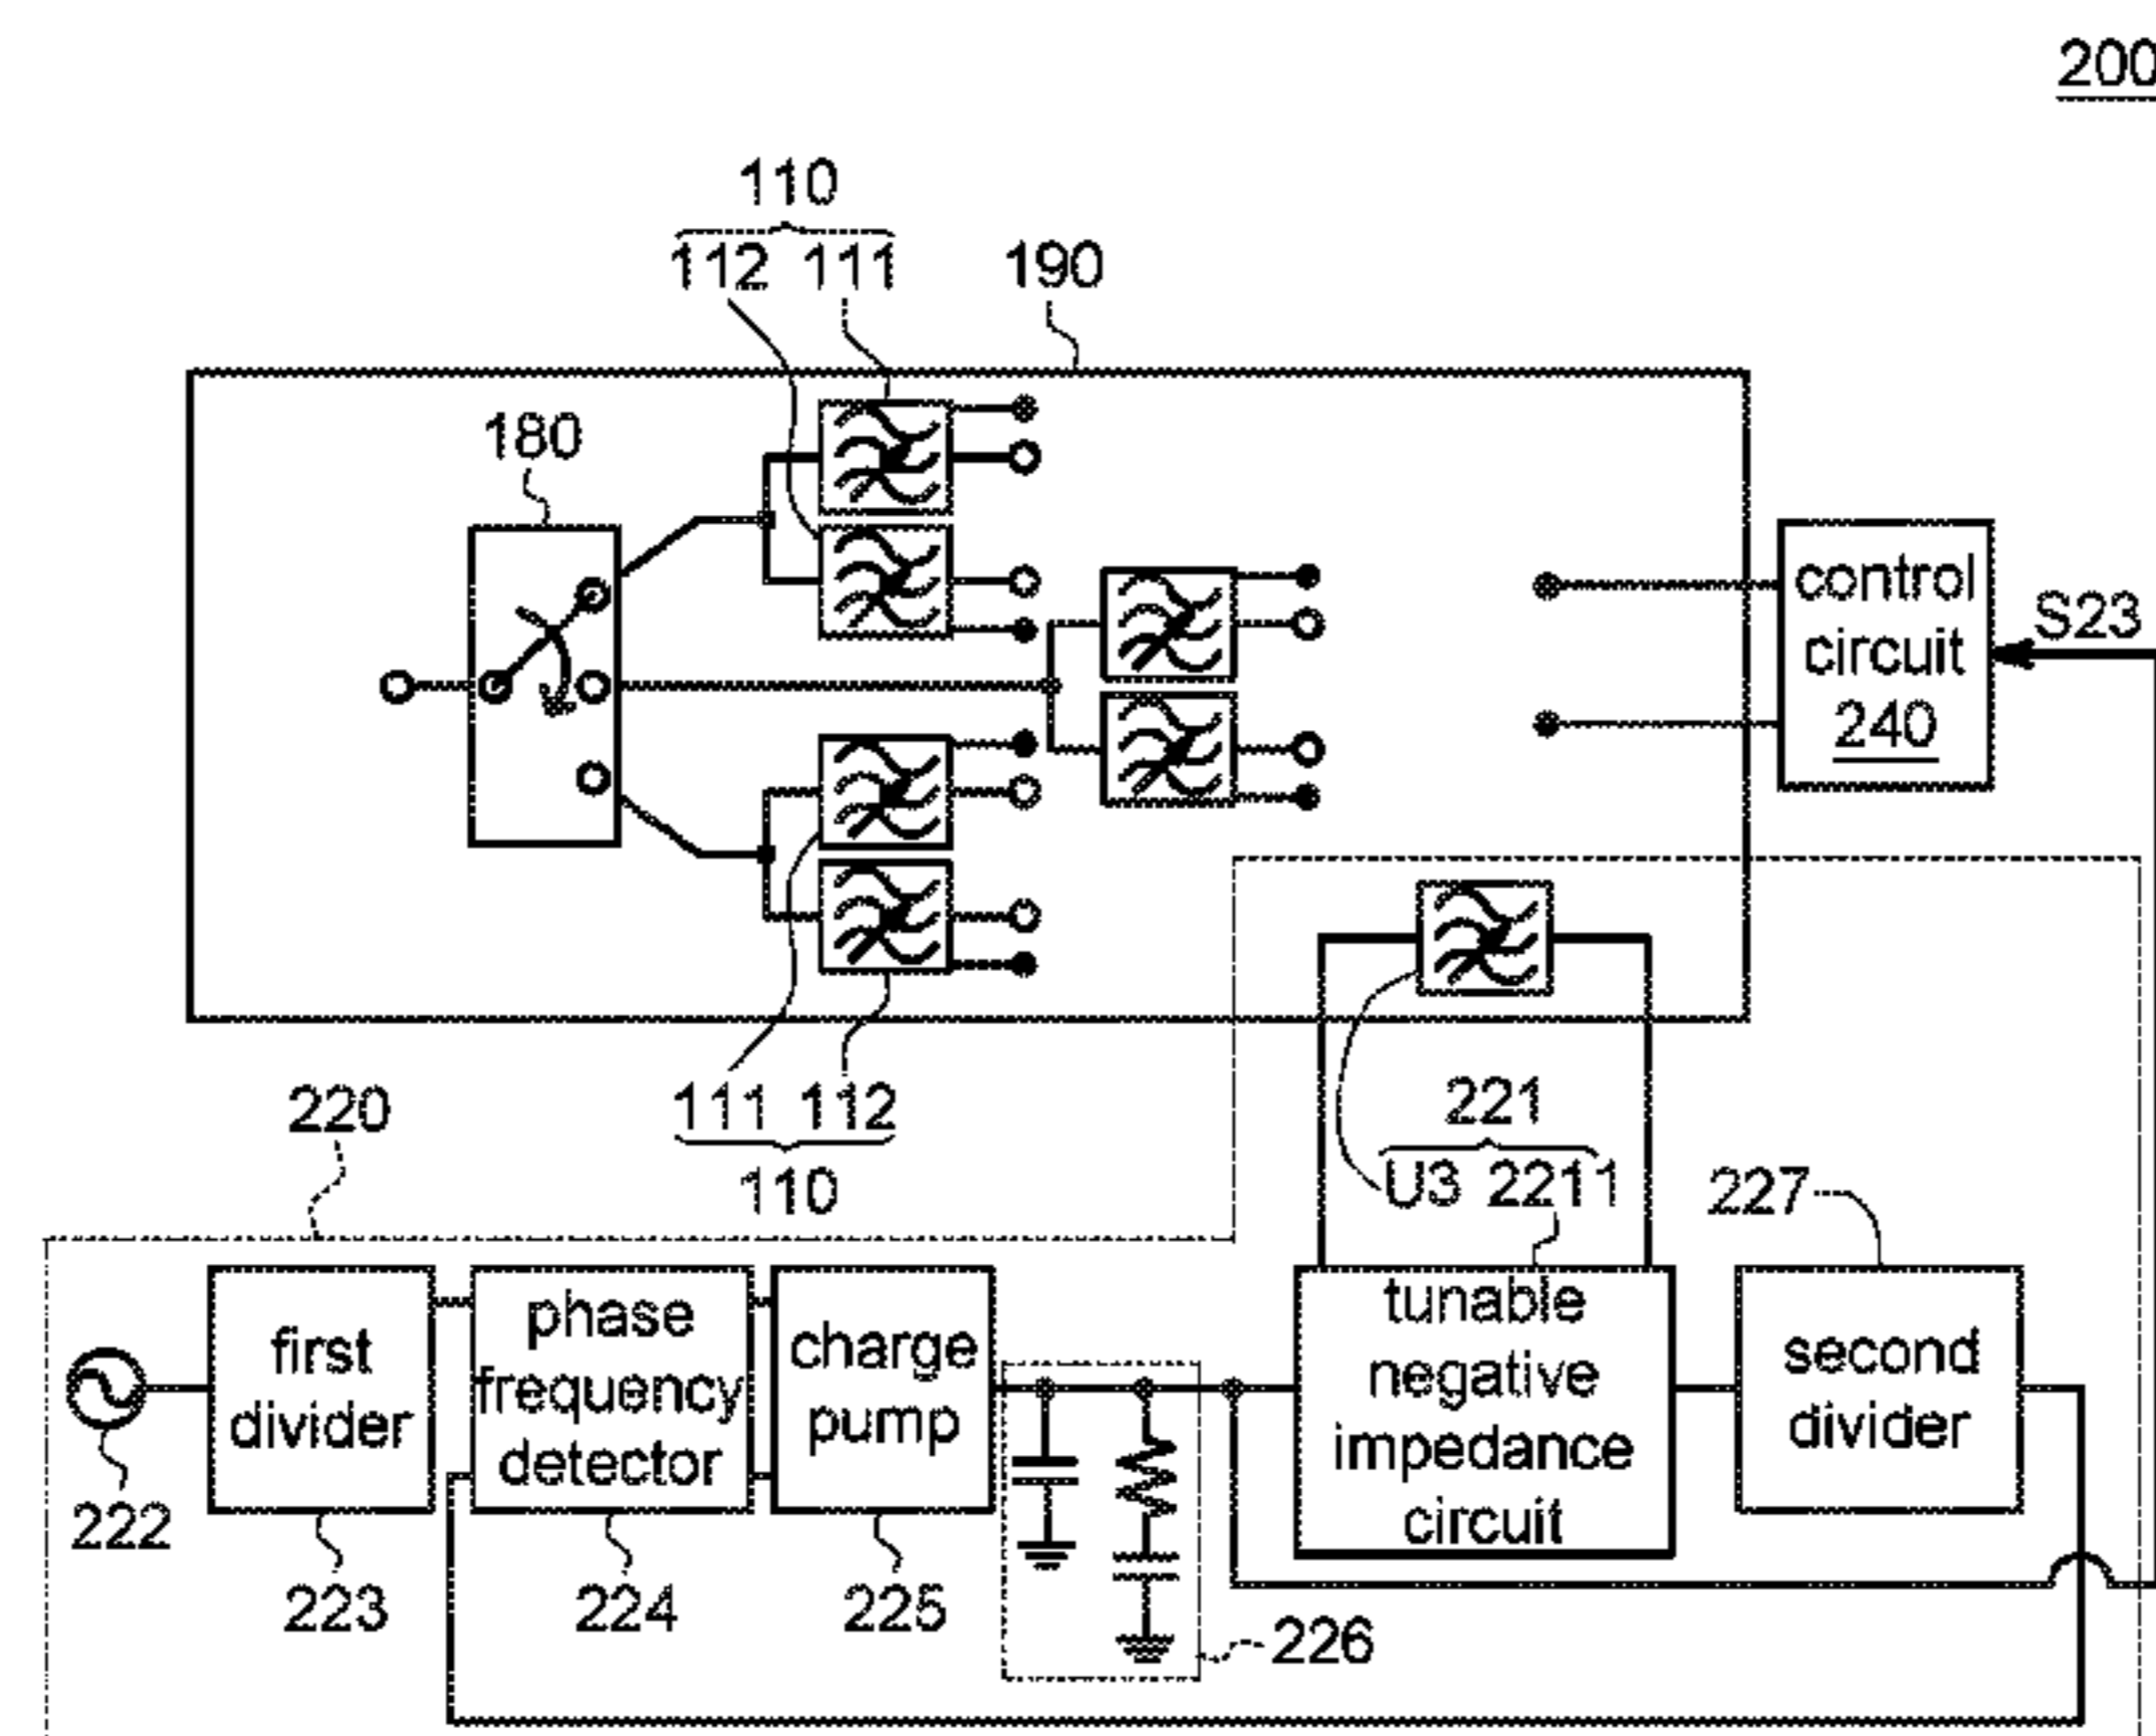 200
110
112 111
190
180
control
circuit
240
S23
111 112
110
220
221
U3 2211
227
first
divider
phase
frequency
detector
charge
pump
tunable
negative
impedance
circuit
second
divider
222
223
224
225
226